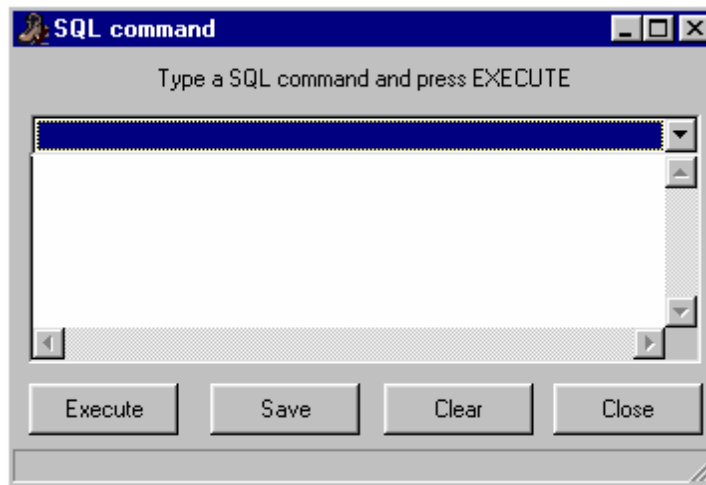 SQL command
Type a SQL command and press EXECUTE
Execute Save Clear Close